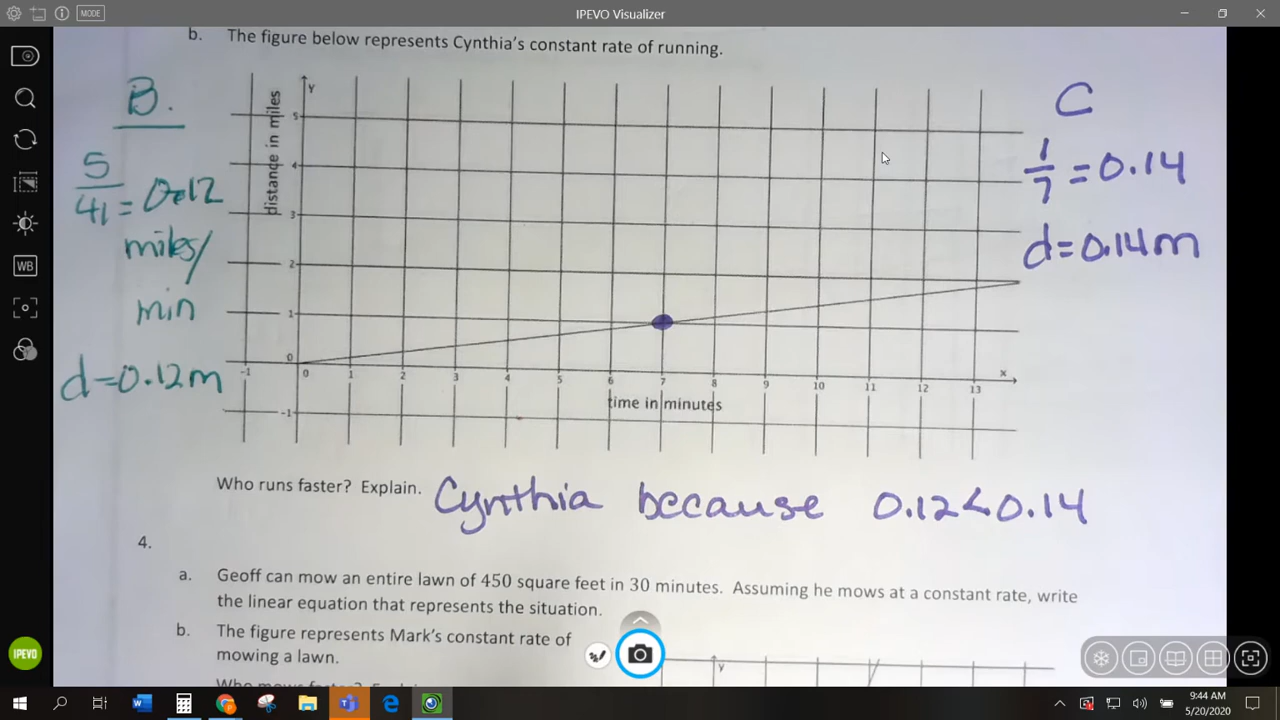 MODE
IPEVO Visualizer
b. The figure below represents Cynthia's constant rate of running.
B.
5/41 = 0.12
miles/
min
d=0.12m
distance in miles
y
5
4
3
2
1
0
-1
-1 0 1 2 3 4 5 6 7 8 9 10 11 12 13
x
time in minutes
C
1/7 = 0.14
d=0.14m
Who runs faster? Explain. Cynthia because 0.12<0.14
4.
a. Geoff can mow an entire lawn of 450 square feet in 30 minutes. Assuming he mows at a constant rate, write
the linear equation that represents the situation.
b. The figure represents Mark's constant rate of
mowing a lawn.
y
WB
IPEVO
9:44 AM
5/20/2020